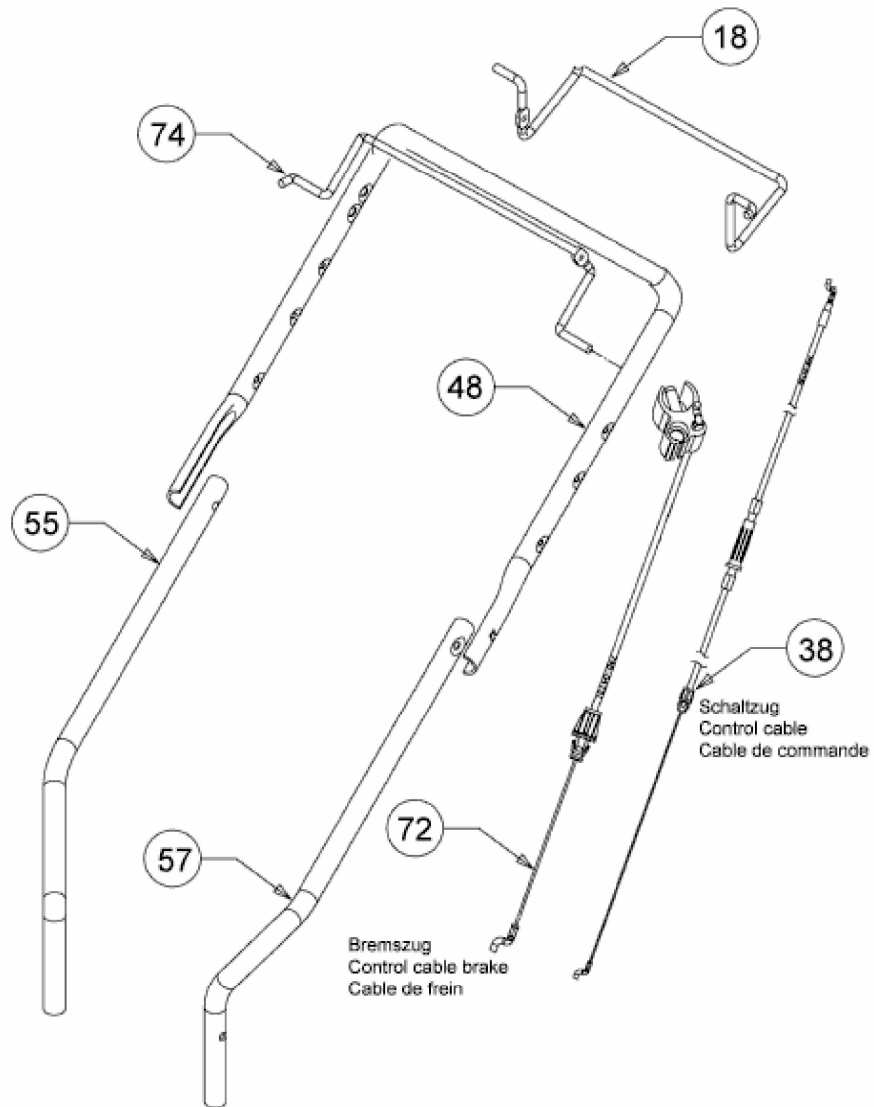 18
74
48
55
38
Schaltzug
Control cable
Cable de commande
72
57
Bremszug
Control cable brake
Cable de frein